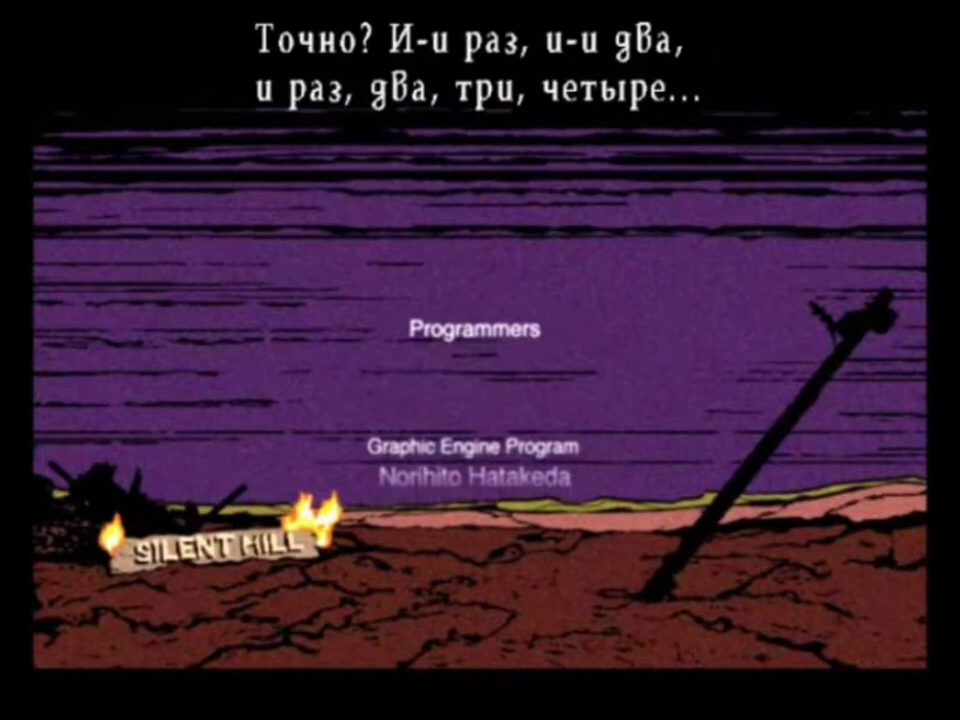 Точно? И-и раз, и-и два,
и раз, два, три, четыре...
Programmers
Graphic Engine Program
Norihito Hatakeda
SILENT HILL